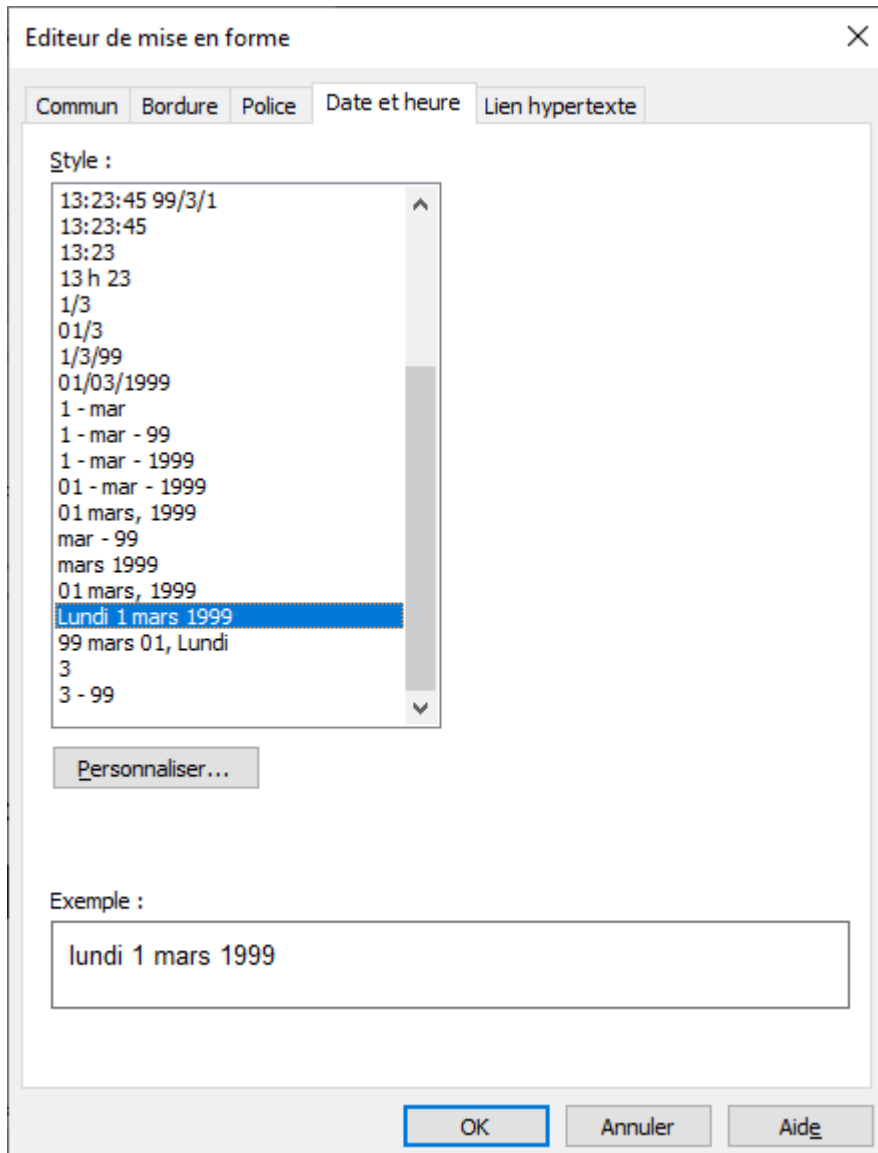 Editeur de mise en forme
Commun Bordure Police Date et heure Lien hypertexte
Style :
13:23:45 99/3/1
13:23:45
13:23
13 h 23
1/3
01/3
1/3/99
01/03/1999
1 - mar
1 - mar - 99
1 - mar - 1999
01 - mar - 1999
01 mars, 1999
mar - 99
mars 1999
01 mars, 1999
Lundi 1 mars 1999
99 mars 01, Lundi
3
3 - 99
Personnaliser...
Exemple :
lundi 1 mars 1999
OK Annuler Aide